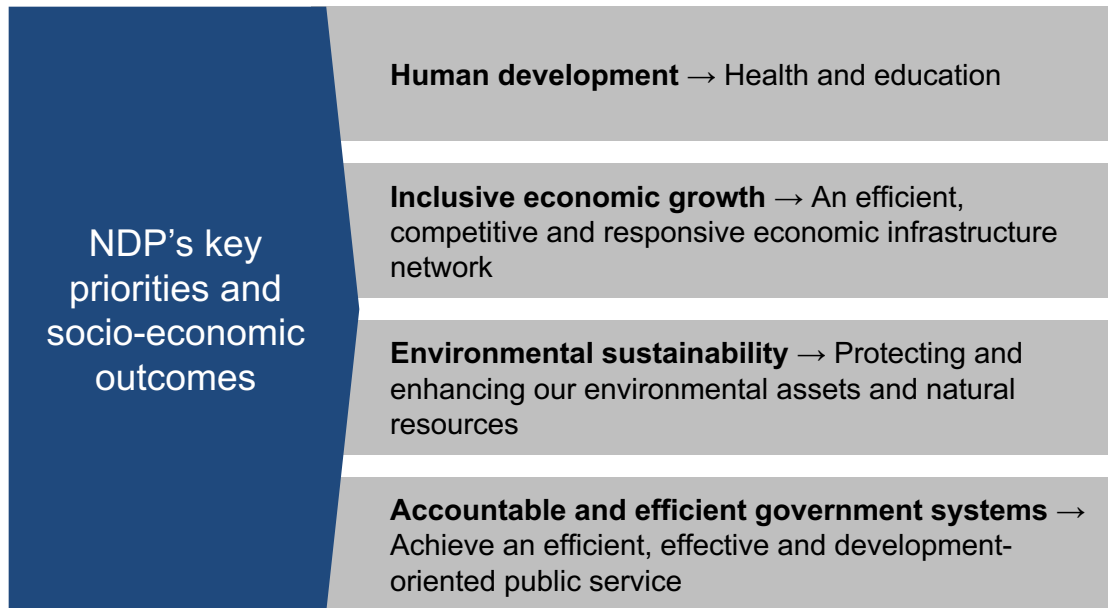 NDP’s key
priorities and
socio-economic
outcomes
Human development → Health and education
Inclusive economic growth → An efficient,
competitive and responsive economic infrastructure
network
Environmental sustainability → Protecting and
enhancing our environmental assets and natural
resources
Accountable and efficient government systems →
Achieve an efficient, effective and development-
oriented public service